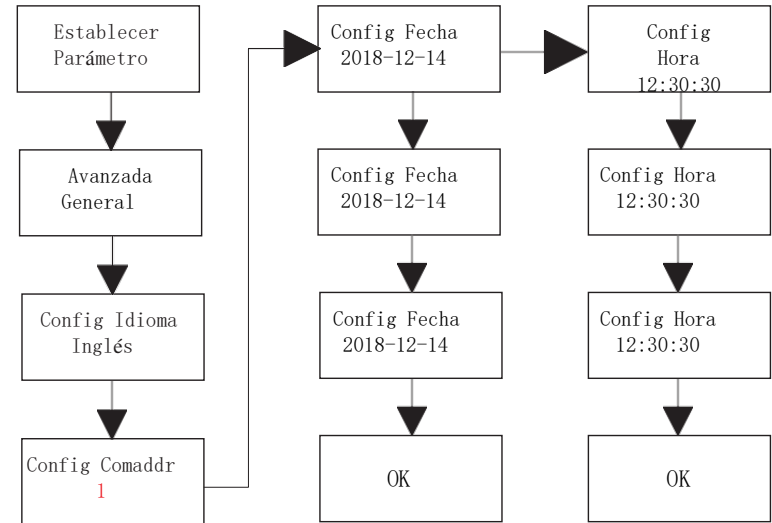 Establecer
Parámetro
Avanzada
General
Config Idioma
Inglés
Config Comaddr
1
Config Fecha
2018-12-14
Config Fecha
2018-12-14
Config Fecha
2018-12-14
OK
Config
Hora
12:30:30
Config Hora
12:30:30
Config Hora
12:30:30
OK